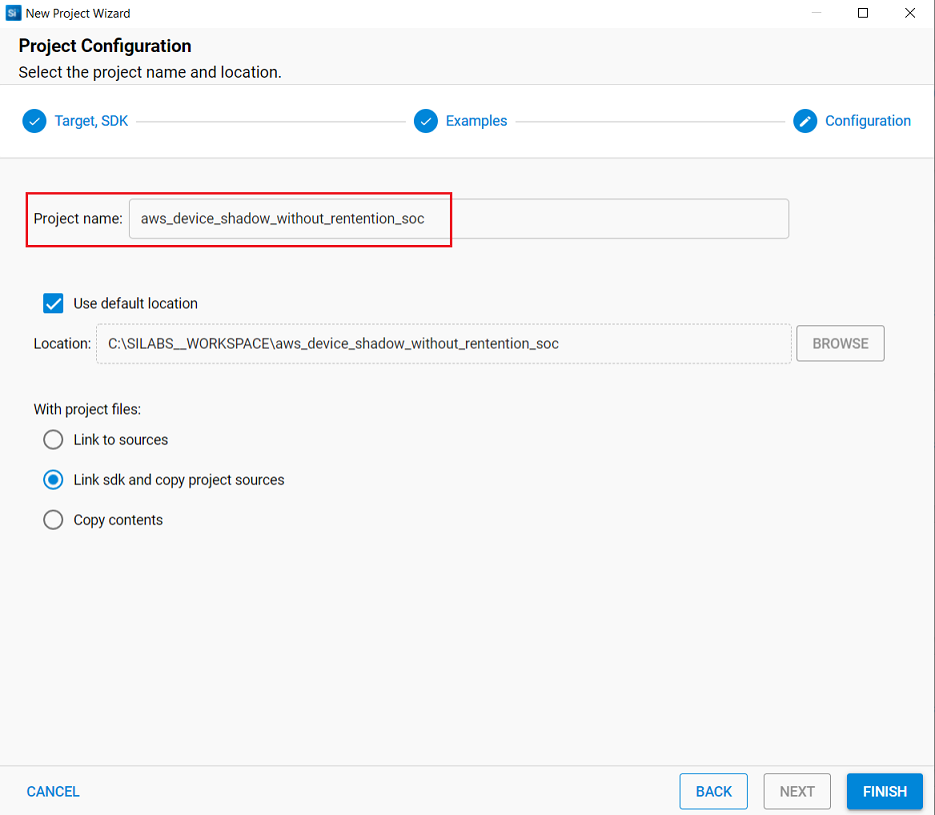 Si New Project Wizard
Project Configuration
Select the project name and location.
Target, SDK Examples Configuration
Project name: aws_device_shadow_without_rentention_soc
Use default location
Location: C:\SILABS__WORKSPACE\aws_device_shadow_without_rentention_soc BROWSE
With project files:
Link to sources
Link sdk and copy project sources
Copy contents
CANCEL BACK NEXT FINISH